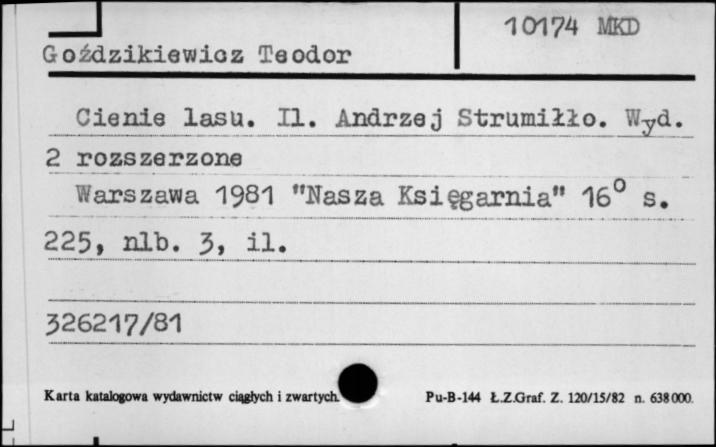 10174 MKD
Goździkiewicz Teodor
Cienie lasu. Il. Andrzej Strumiłło. Wyd.
2 rozszerzone
Warszawa 1981 "Nasza Księgarnia" 16° s.
225, nlb. 3, il.
326217/81
Karta katalogowa wydawnictw ciągłych i zwartych. Pu-B-144 Ł.Z.Graf. Z. 120/15/82 n. 638000.